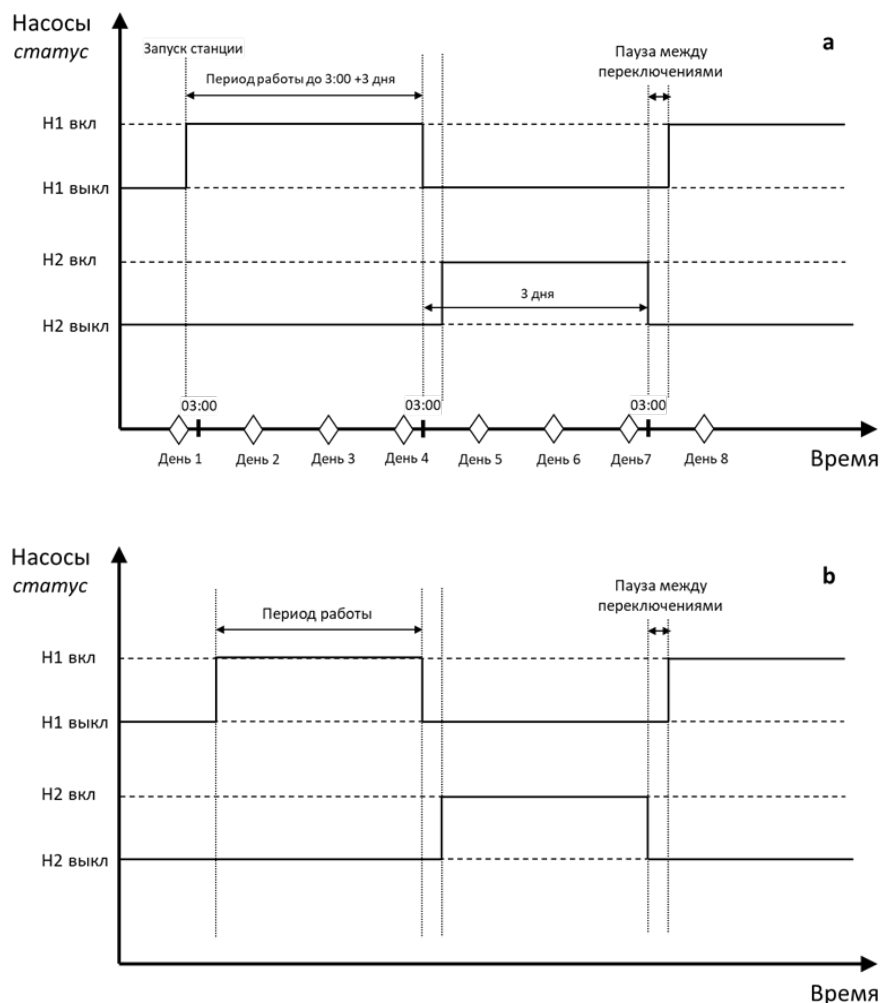 Насосы
статус
a
Запуск станции
Период работы до 3:00 +3 дня
Пауза между
переключениями
Н1 вкл
Н1 выкл
Н2 вкл
3 дня
Н2 выкл
03:00
03:00
03:00
День 1
День 2
День 3
День 4
День 5
День 6
День7
День 8
Время
Насосы
статус
b
Период работы
Пауза между
переключениями
Н1 вкл
Н1 выкл
Н2 вкл
Н2 выкл
Время